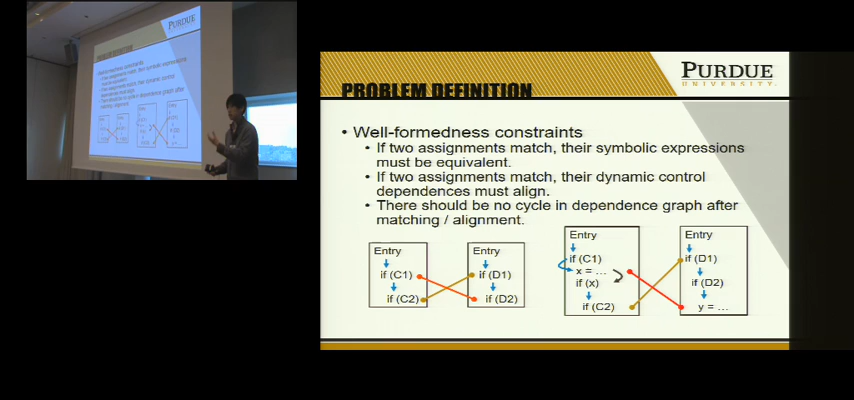 PURDUE
UNIVERSITY
PROBLEM DEFINITION
• Well-formedness constraints
• If two assignments match, their symbolic expressions
must be equivalent.
• If two assignments match, their dynamic control
dependences must align.
• There should be no cycle in dependence graph after
matching / alignment.
Entry
if (C1)
if (C2)
Entry
if (D1)
if (D2)
Entry
if (C1)
x = ...
if (x)
if (C2)
Entry
if (D1)
if (D2)
y = ...
PURDUE
PROBLEM DEFINITION